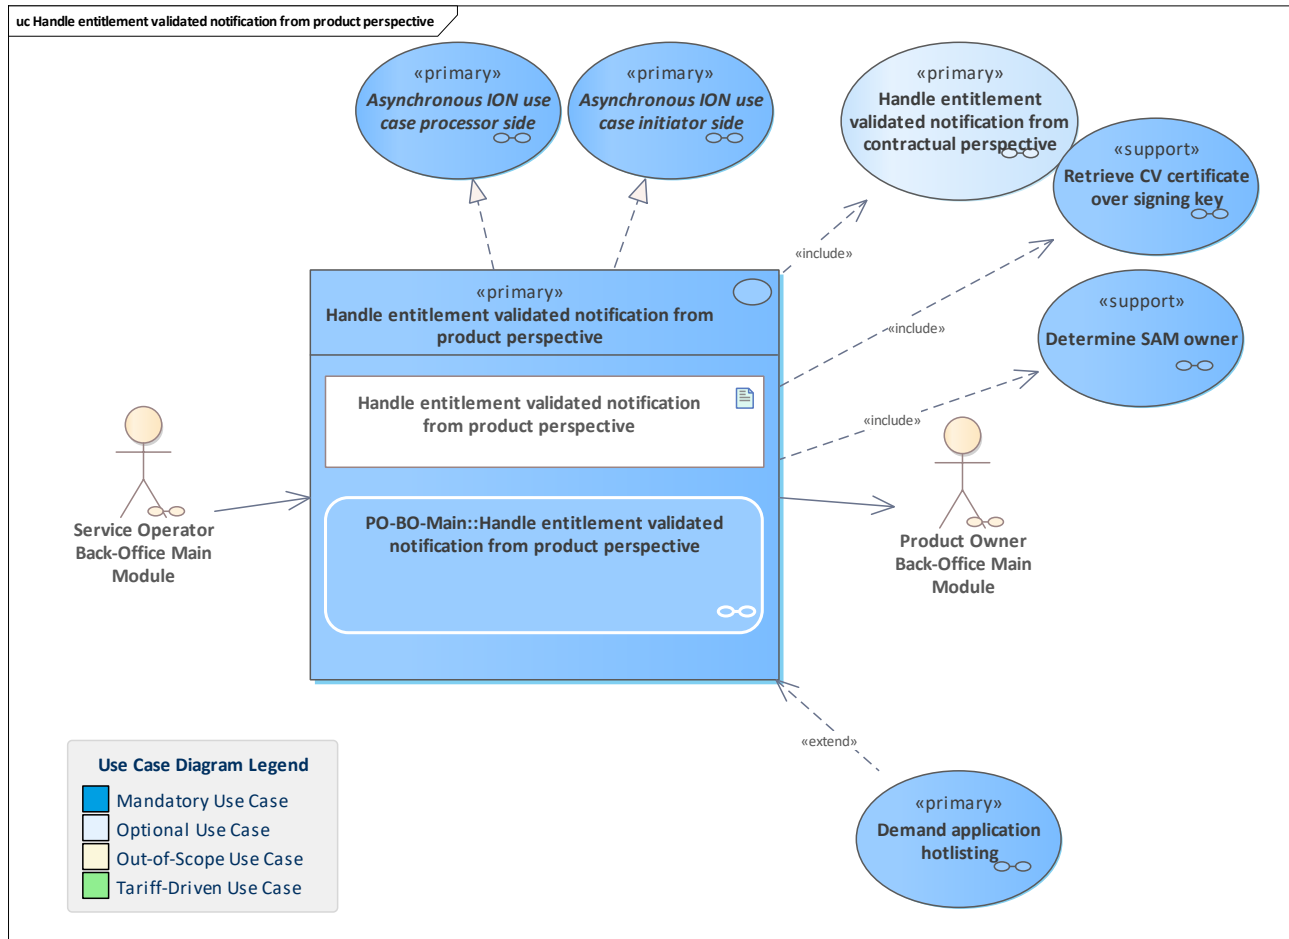 uc Handle entitlement validated notification from product perspective
«primary»
Asynchronous ION use
case processor side
«primary»
Asynchronous ION use
case initiator side
«primary»
Handle entitlement
validated notification from
contractual perspective
«support»
Retrieve CV certificate
over signing key
«include»
«primary»
Handle entitlement validated notification from
product perspective
«include»
«support»
Determine SAM owner
Handle entitlement validated notification
from product perspective
«include»
PO-BO-Main::Handle entitlement validated
notification from product perspective
Service Operator
Back-Office Main
Module
Product Owner
Back-Office Main
Module
«extend»
Use Case Diagram Legend
Mandatory Use Case
Optional Use Case
Out-of-Scope Use Case
Tariff-Driven Use Case
«primary»
Demand application
hotlisting